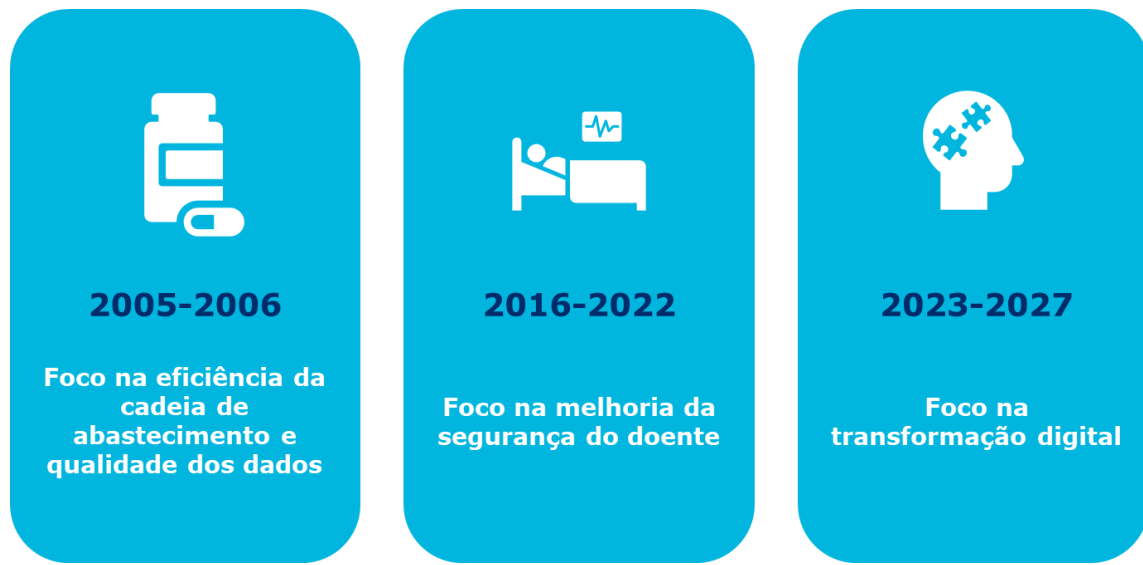 2005-2006
Foco na eficiência da
cadeia de
abastecimento e
qualidade dos dados
2016-2022
Foco na melhoria da
segurança do doente
2023-2027
Foco na
transformação digital